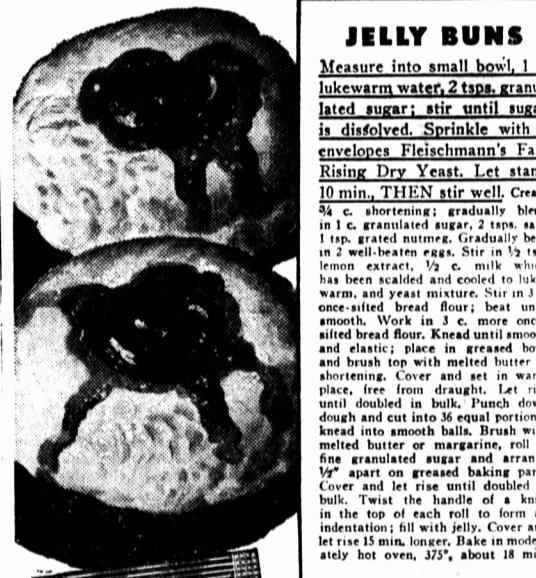 JELLY BUNS
Measure into small bowl, 1
lukewarm water, 2 tsps. granu
lated sugar; stir until suga
is dissolved. Sprinkle with
envelopes Fleischmann's Fa
Rising Dry Yeast. Let stan
10 min., THEN stir well. Crea
¾ c. shortening; gradually blen
in 1 c. granulated sugar, 2 tsps. sa
1 tsp. grated nutmeg. Gradually be
in 2 well-beaten eggs. Stir in ½ ts
lemon extract, ½ c. milk whi
has been scalded and cooled to luk
warm, and yeast mixture. Stir in 3
once-sifted bread flour; beat un
smooth. Work in 3 c. more onc
sifted bread flour. Knead until smoo
and elastic; place in greased bo
and brush top with melted butter
shortening. Cover and set in war
place, free from draught. Let ri
until doubled in bulk. Punch dow
dough and cut into 36 equal portion
knead into smooth balls. Brush wi
melted butter or margarine, roll
fine granulated sugar and arran
½" apart on greased baking pan
Cover and let rise until doubled
bulk. Twist the handle of a kni
in the top of each roll to form a
indentation; fill with jelly. Cover an
let rise 15 min. longer. Bake in mode
ately hot oven, 375°, about 18 mi